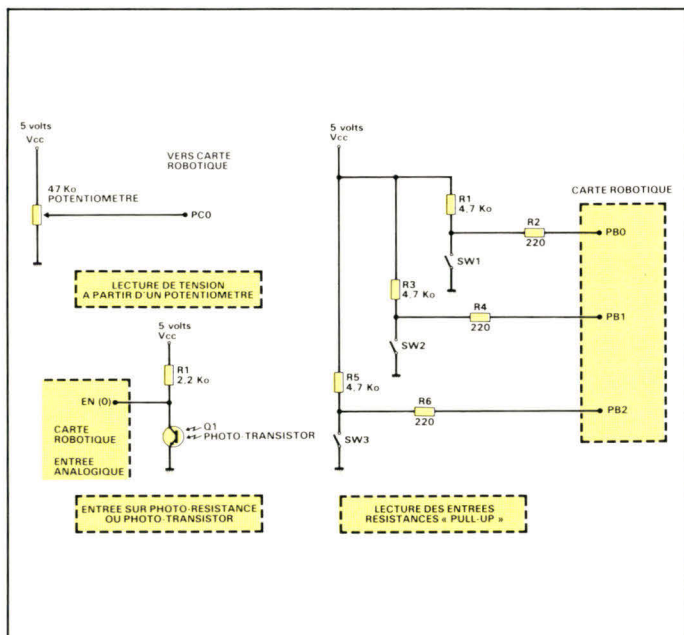 5 volts
Vcc
VERS CARTE
ROBOTIQUE
47 Ko
POTENTIOMETRE
PC0
LECTURE DE TENSION
A PARTIR D'UN POTENTIOMETRE
5 volts
Vcc
R1
2,2 Ko
EN (0)
Q1
PHOTO-TRANSISTOR
CARTE
ROBOTIQUE
ENTREE
ANALOGIQUE
ENTREE SUR PHOTO-RESISTANCE
OU PHOTO-TRANSISTOR
5 volts
Vcc
R1
4,7 Ko
R2
220
SW1
R3
4,7 Ko
R4
220
SW2
R5
4,7 Ko
R6
220
SW3
CARTE ROBOTIQUE
PB0
PB1
PB2
LECTURE DES ENTREES
RESISTANCES « PULL-UP »